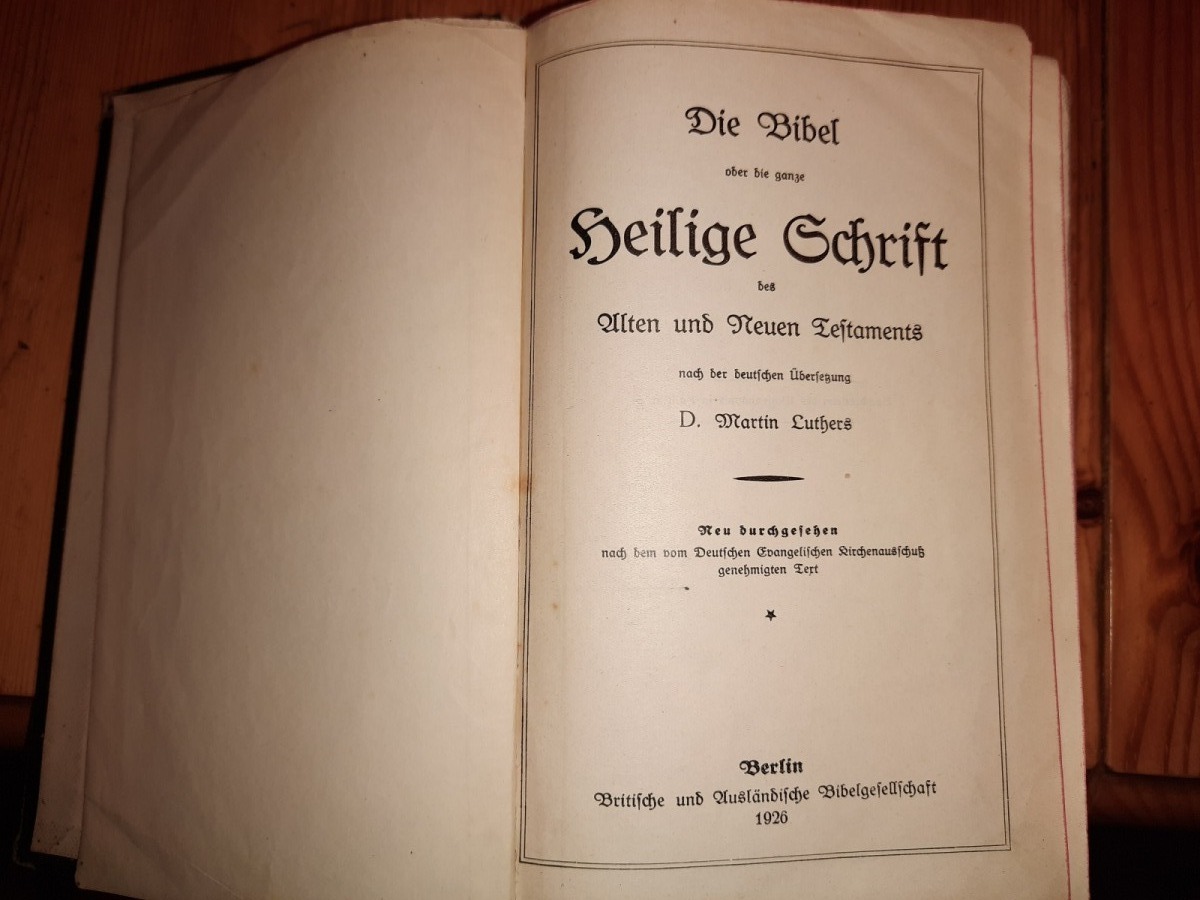 Die Bibel
oder die ganze
Heilige Schrift
des
Alten und Neuen Teſtaments
nach der deutſchen Überſetzung
D. Martin Luthers
Neu durchgeſehen
nach dem vom Deutſchen Evangeliſchen Kirchenausſchuß
genehmigten Text
Berlin
Britiſche und Ausländiſche Bibelgeſellſchaft
1926